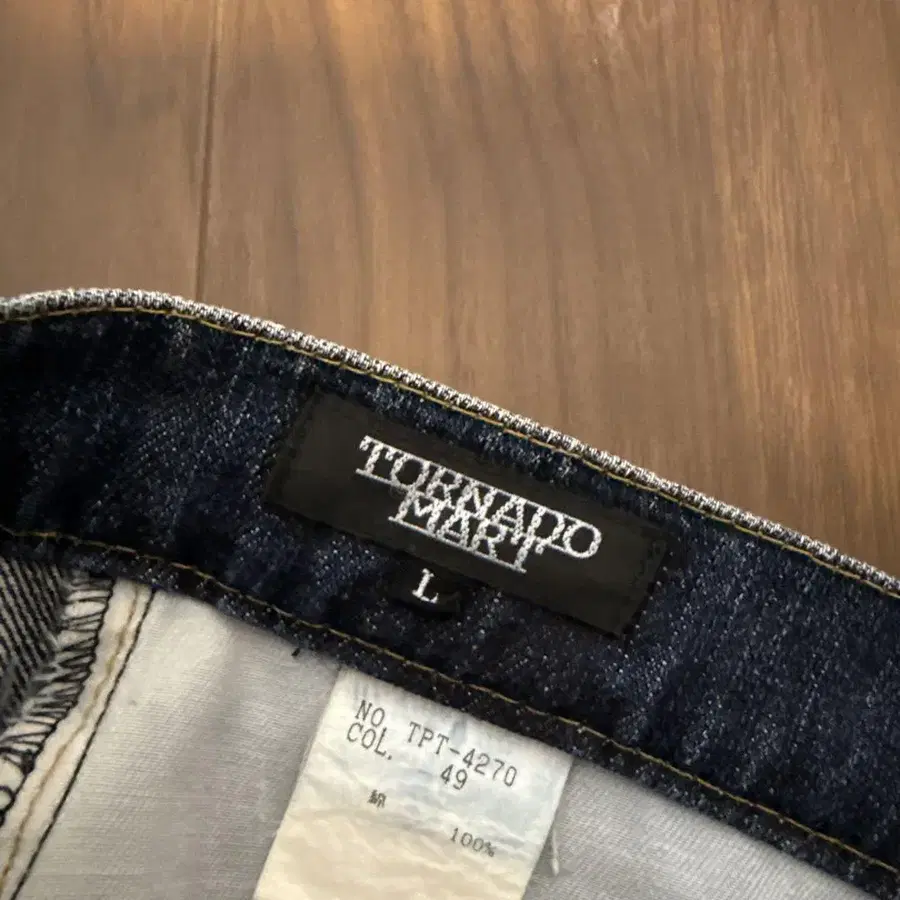 TORNADO
MART
L
NO. TPT-4270
COL. 49
綿 100%